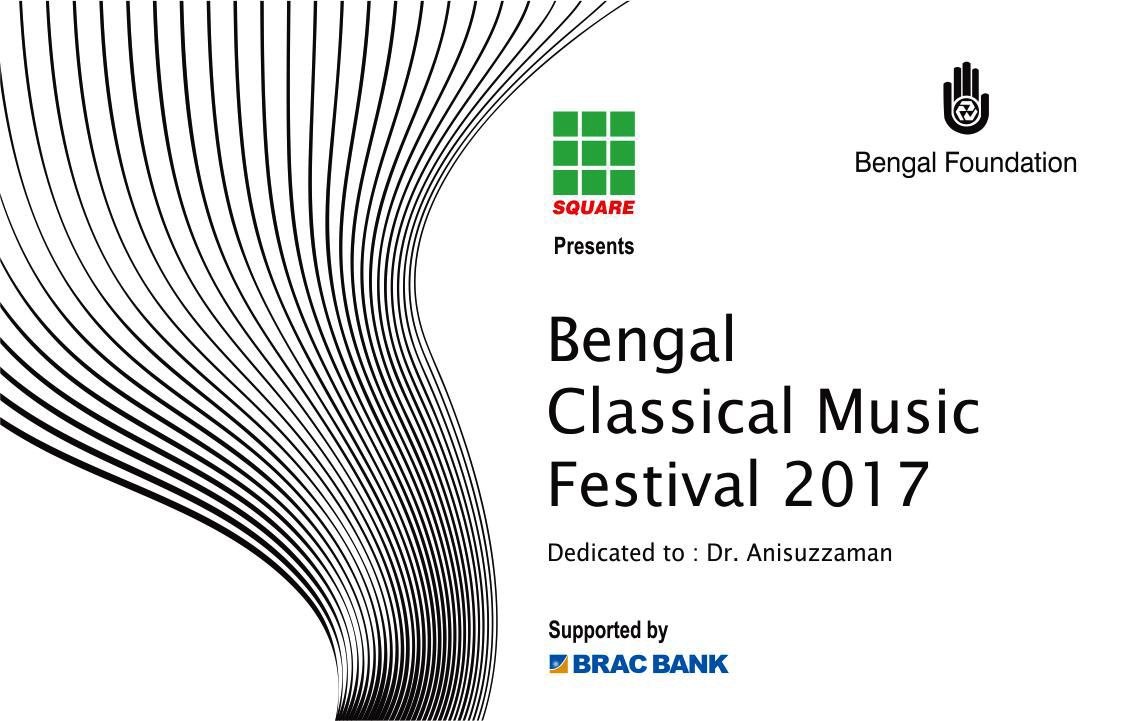 Bengal Foundation
SQUARE
Presents
Bengal
Classical Music
Festival 2017
Dedicated to : Dr. Anisuzzaman
Supported by
BRAC BANK